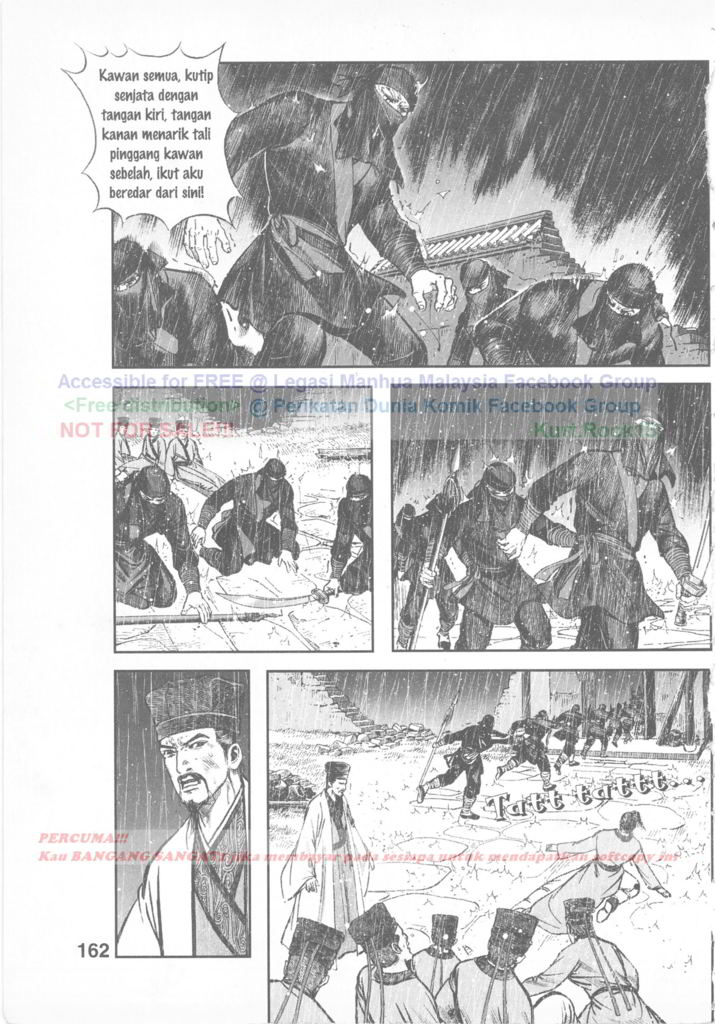 Kawan semua, kutip
senjata dengan
tangan kiri, tangan
kanan menarik tali
pinggang kawan
sebelah, ikut aku
beredar dari sini!
Accessible for FREE @ Legasi Manhua Malaysia Facebook Group
<Free distribution> @ Perikatan Dunia Komik Facebook Group
NOT FOR SALE!!!
-Kuri.Rock15
Tatt tattt...
PERCUMA!!!
Kau BANGANG SANGAT jika membayar pada sesiapa untuk mendapatkan softcopy ini
162